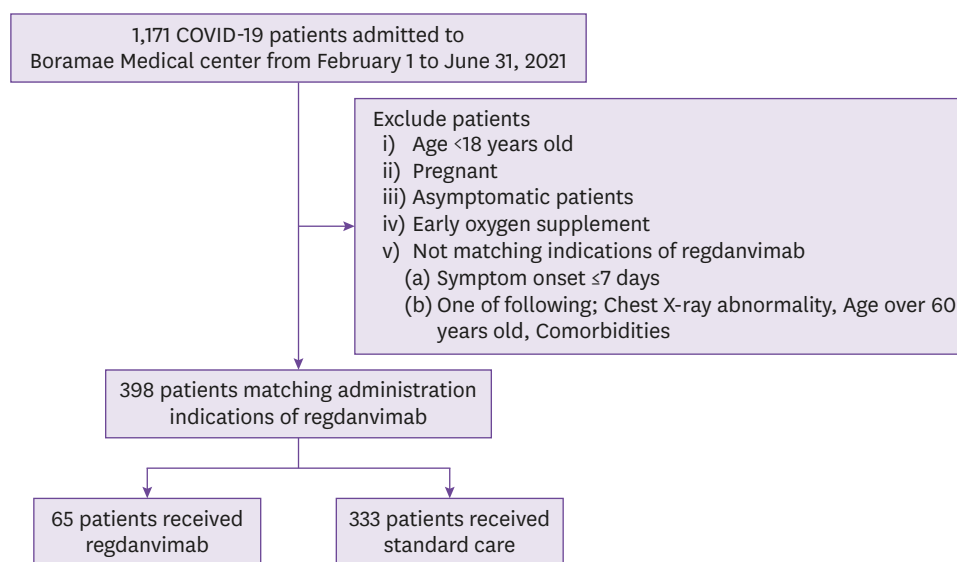 1,171 COVID-19 patients admitted to
Boramae Medical center from February 1 to June 31, 2021
Exclude patients
i) Age <18 years old
ii) Pregnant
iii) Asymptomatic patients
iv) Early oxygen supplement
v) Not matching indications of regdanvimab
(a) Symptom onset ≤7 days
(b) One of following; Chest X-ray abnormality, Age over 60
years old, Comorbidities
398 patients matching administration
indications of regdanvimab
65 patients received
regdanvimab
333 patients received
standard care